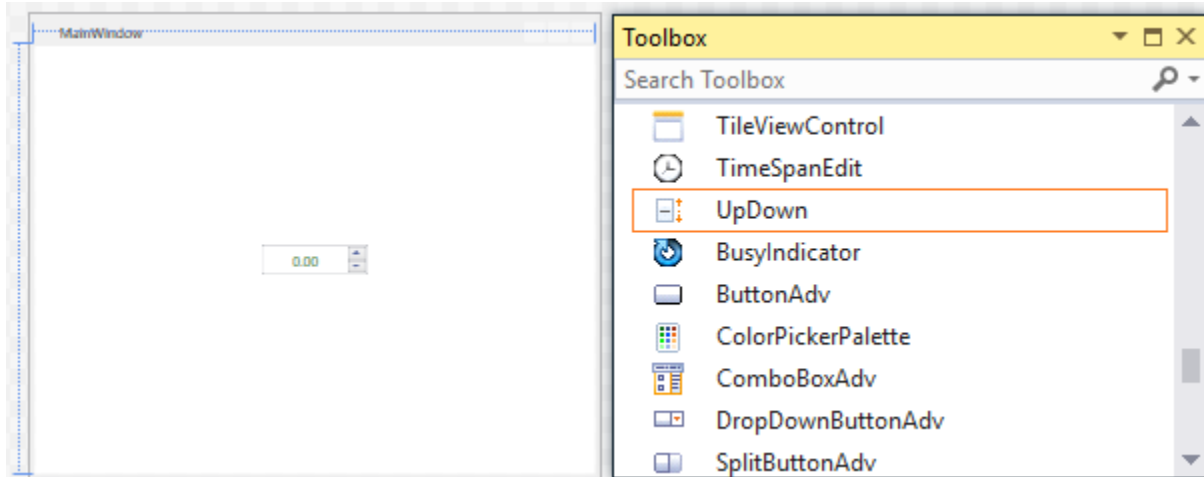 MainWindow
0.00
Toolbox
Search Toolbox
TileViewControl
TimeSpanEdit
UpDown
BusyIndicator
ButtonAdv
ColorPickerPalette
ComboBoxAdv
DropDownButtonAdv
SplitButtonAdv